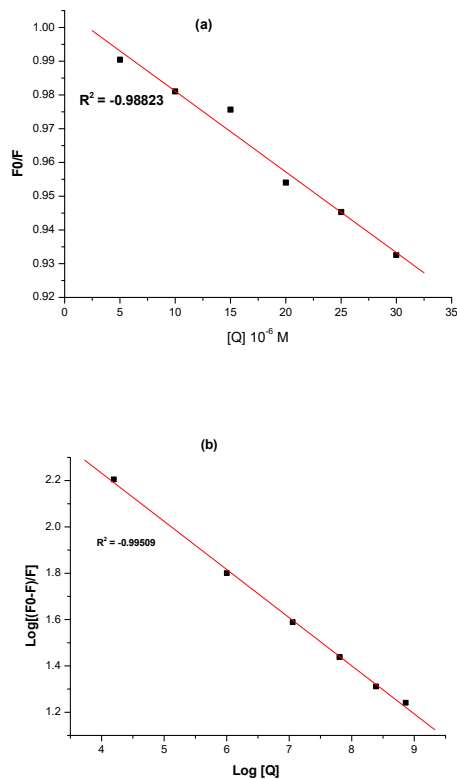 (a)
1.00
0.99
0.98
0.97
0.96
0.95
0.94
0.93
0.92
F0/F
R² = -0.98823
0 5 10 15 20 25 30 35
[Q] 10⁻⁶ M
(b)
2.2
2.0
1.8
1.6
1.4
1.2
Log[(F0-F)/F]
R² = -0.99509
4 5 6 7 8 9
Log [Q]